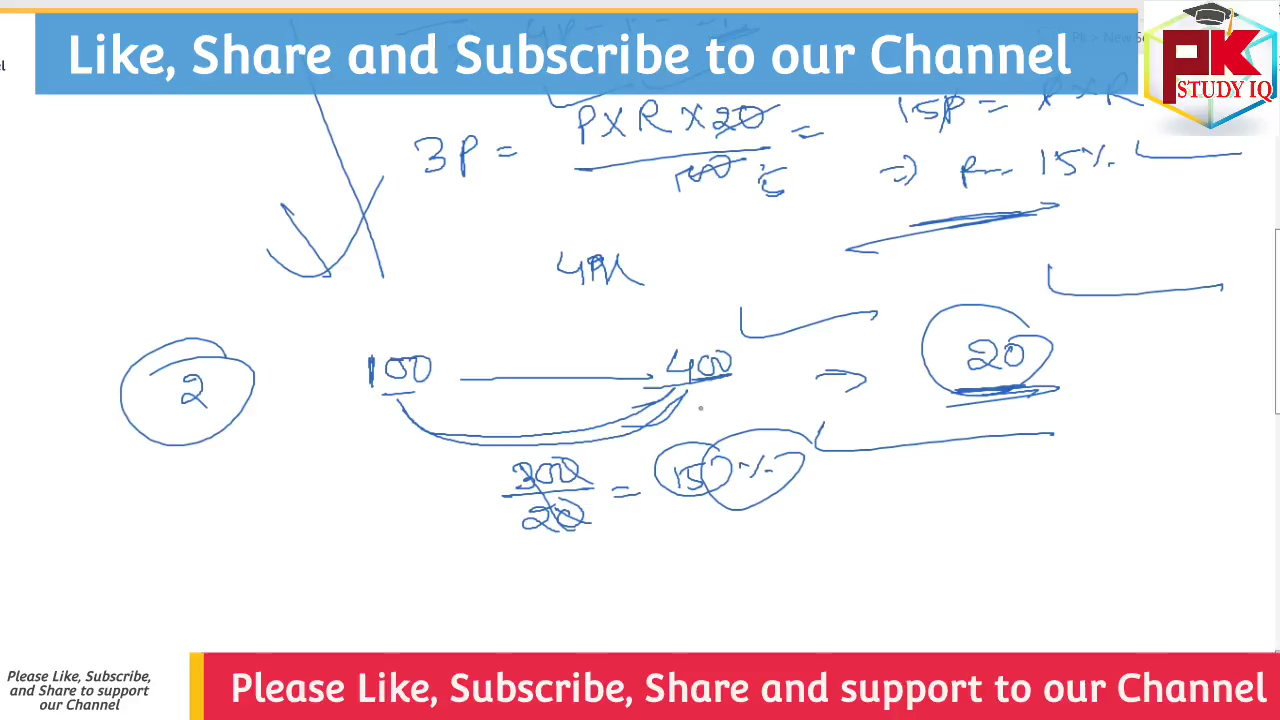 Like, Share and Subscribe to our Channel
PK
STUDY IQ
15P = P×R
3P = P×R×20 =
100 5
=> R = 15%
100 400 => 20
2
300 = 15 %
20
Please Like, Subscribe,
and Share to support
our Channel
Please Like, Subscribe, Share and support to our Channel